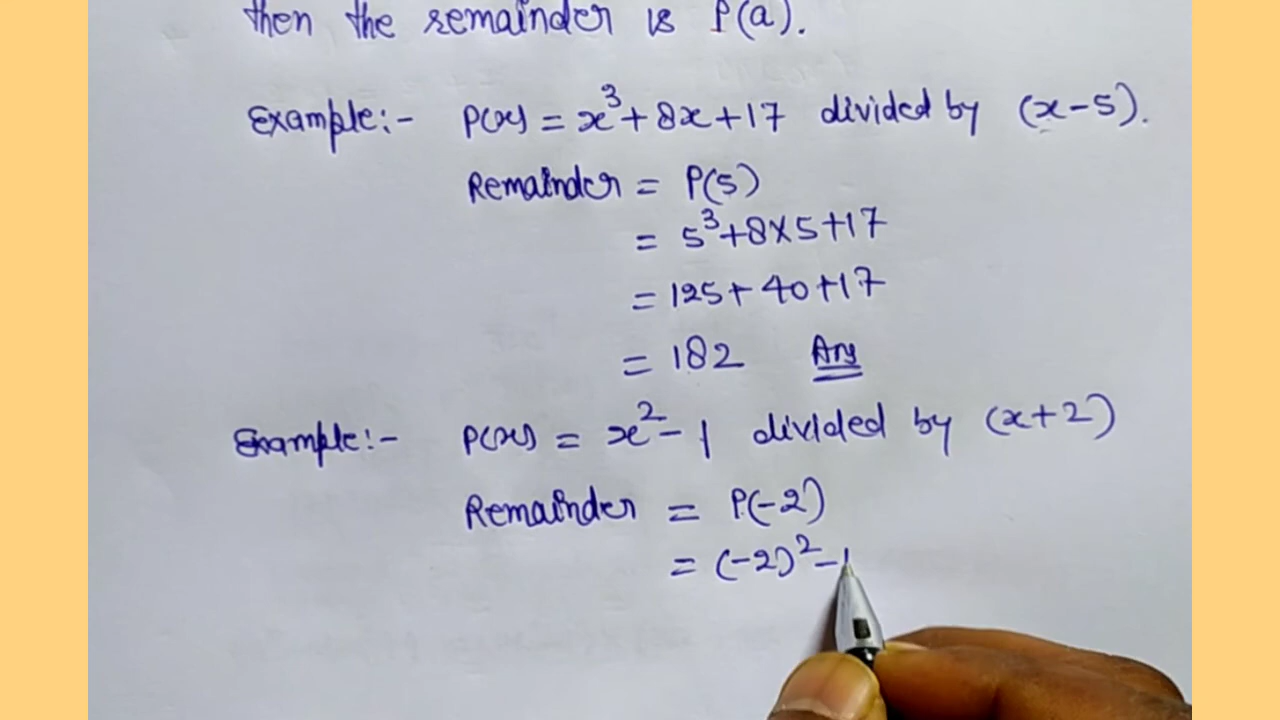 then the remainder is P(a).
Example:- P(x) = x³+8x+17 divided by (x-5).
Remainder = P(5)
= 5³+8×5+17
= 125+40+17
= 182 Ans
Example:- P(x) = x²-1 divided by (x+2)
Remainder = P(-2)
= (-2)²-1